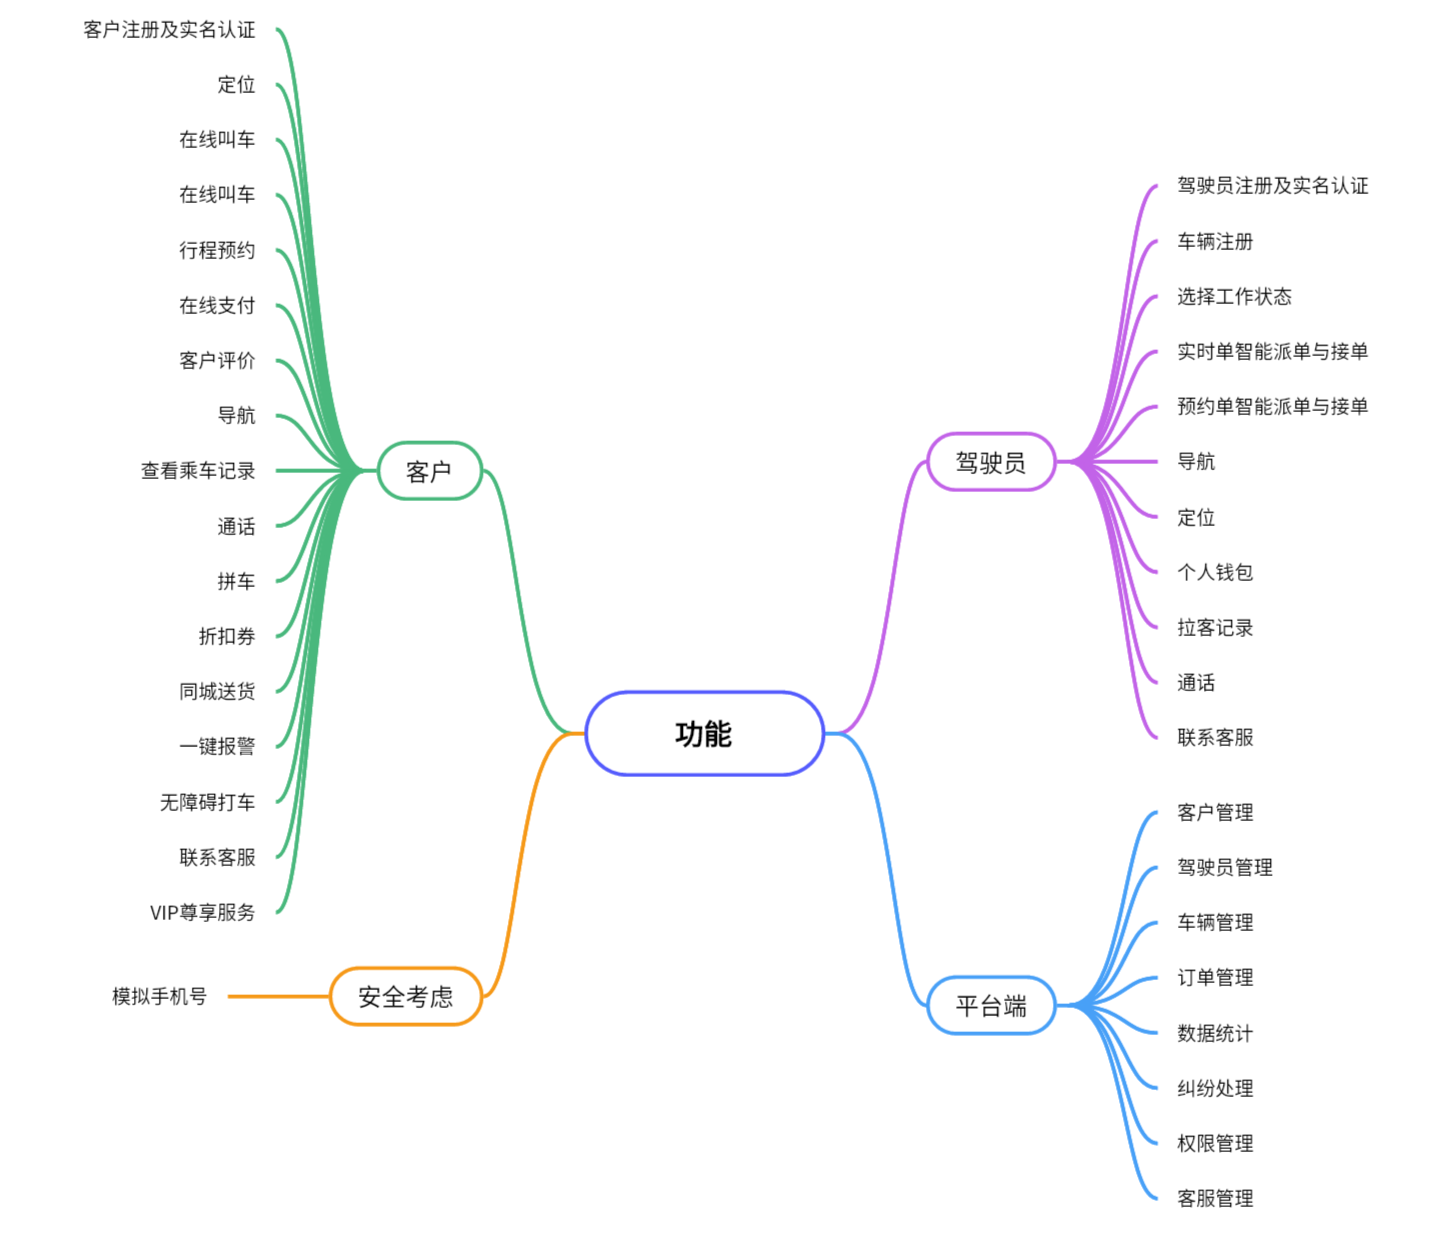 客户注册及实名认证
定位
在线叫车
在线叫车
行程预约
在线支付
客户评价
导航
查看乘车记录
通话
拼车
折扣券
同城送货
一键报警
无障碍打车
联系客服
VIP尊享服务
客户
模拟手机号
安全考虑
功能
驾驶员
驾驶员注册及实名认证
车辆注册
选择工作状态
实时单智能派单与接单
预约单智能派单与接单
导航
定位
个人钱包
拉客记录
通话
联系客服
平台端
客户管理
驾驶员管理
车辆管理
订单管理
数据统计
纠纷处理
权限管理
客服管理